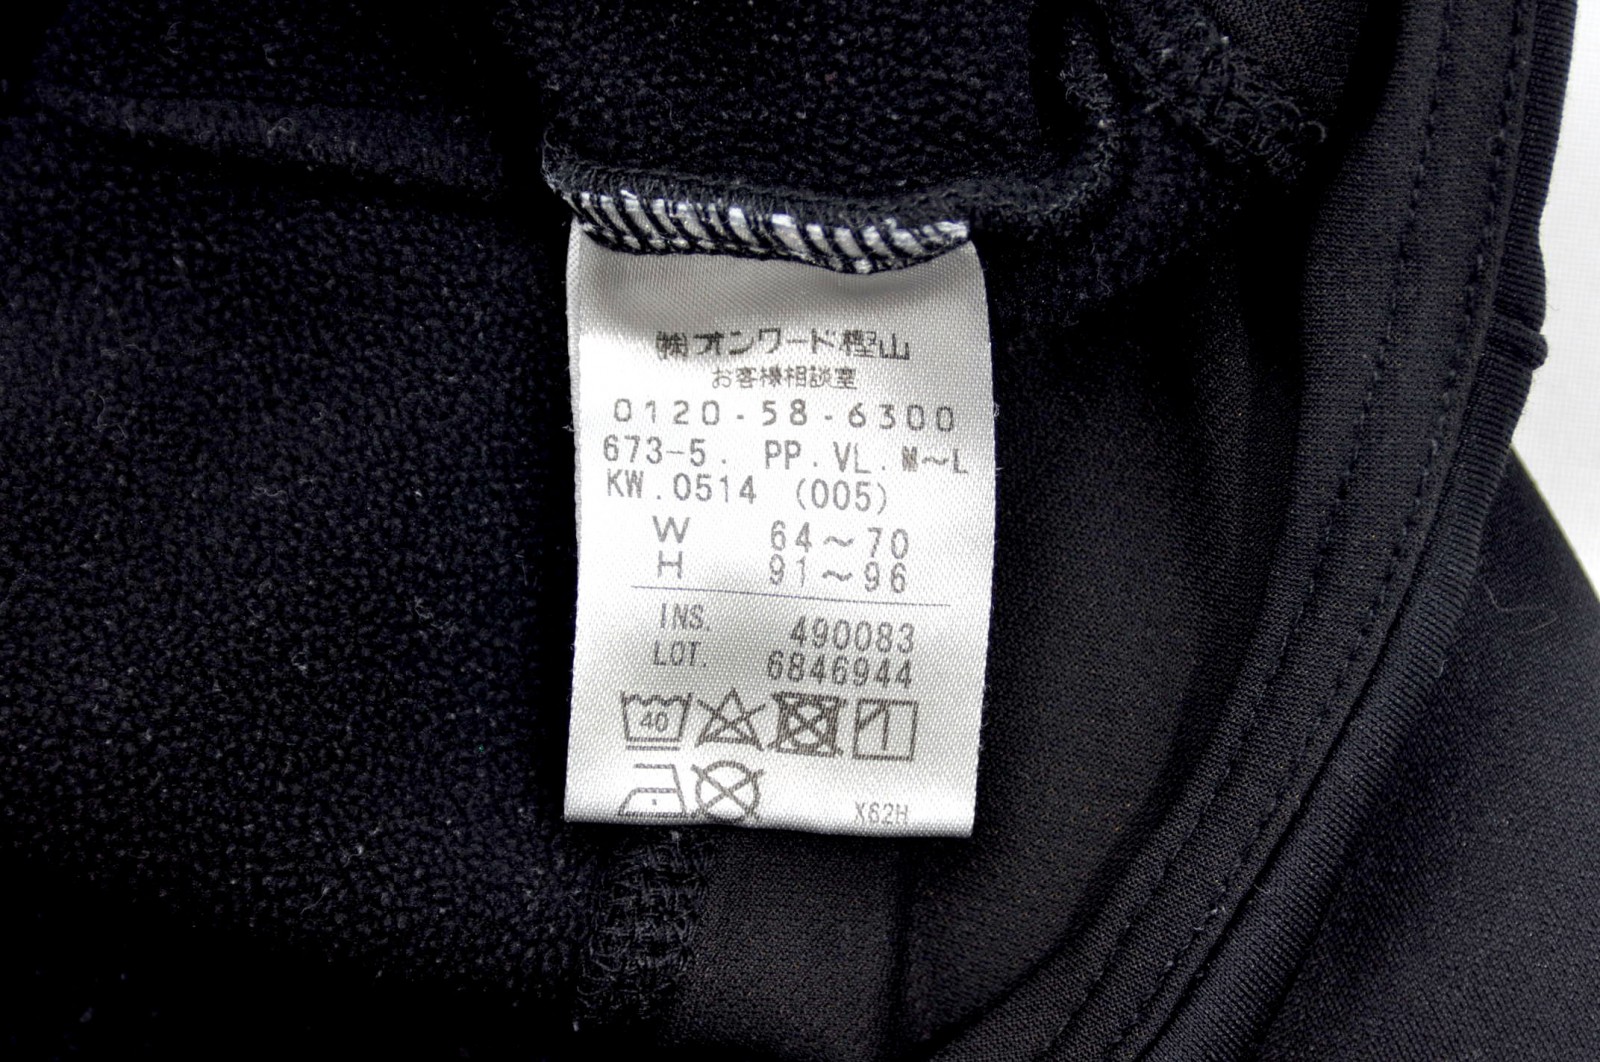 ㈱オンワード樫山
お客様相談室
0120-58-6300
673-5. PP.VL. M～L
KW.0514 (005)
W 64～70
H 91～96
INS. 490083
LOT. 6846944
40
X62H